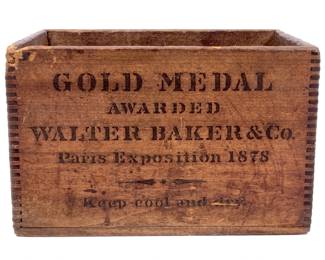 GOLD MEDAL
AWARDED
WALTER BAKER & Co.
Paris Exposition 1878
Keep cool and dry.